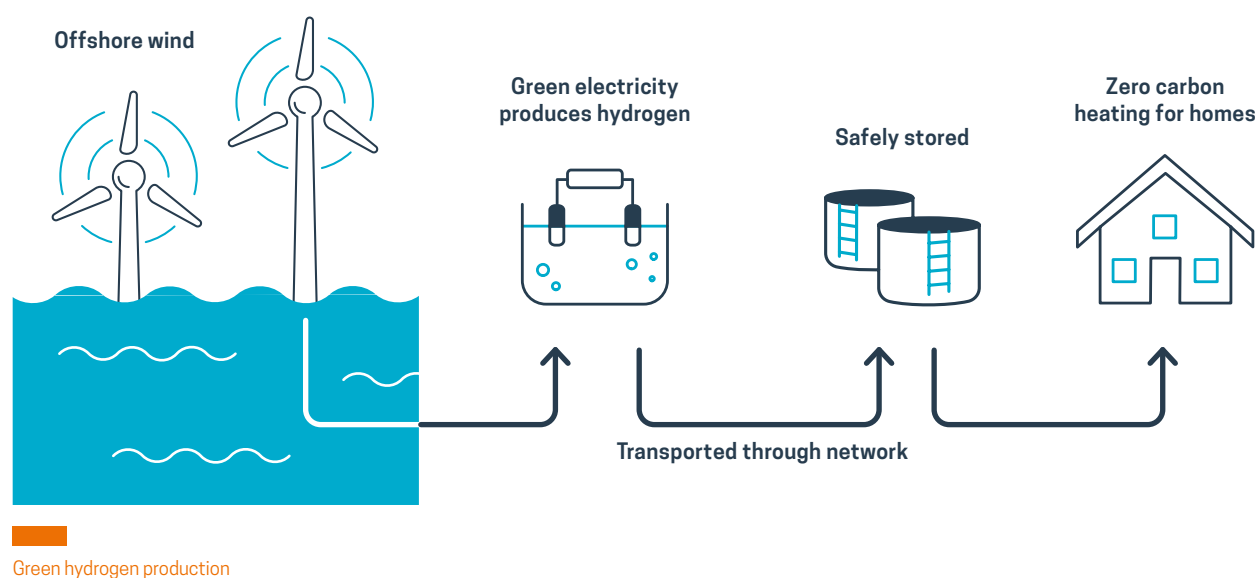 Offshore wind
Green electricity
produces hydrogen
Safely stored
Zero carbon
heating for homes
Transported through network
Green hydrogen production